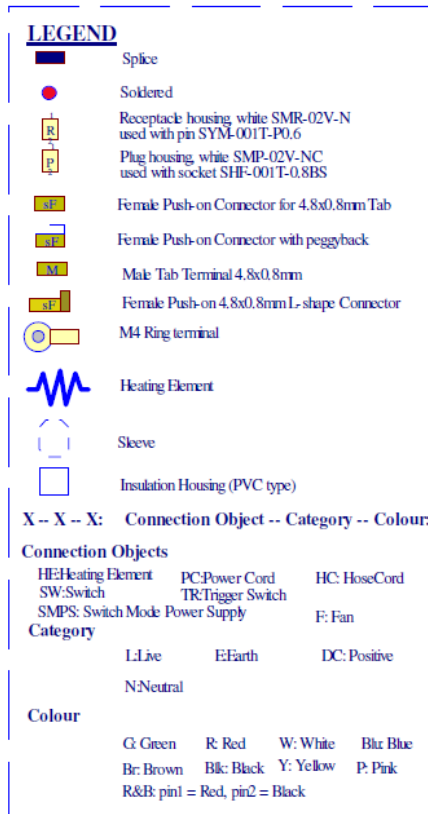 LEGEND
Splice
Soldered
R
Receptacle housing, white SMR-02V-N
used with pin SYM-001T-P0.6
P
Plug housing, white SMP-02V-NC
used with socket SHF-001T-0.8BS
sF Female Push-on Connector for 4.8x0.8mm Tab
sF Female Push-on Connector with peggyback
M Male Tab Terminal 4.8x0.8mm
sF Female Push-on 4.8x0.8mm L-shape Connector
M4 Ring terminal
Heating Element
Sleeve
Insulation Housing (PVC type)
X -- X -- X: Connection Object -- Category -- Colour:
Connection Objects
HE:Heating Element PC:Power Cord HC: HoseCord
SW:Switch TR:Trigger Switch
SMPS: Switch Mode Power Supply F: Fan
Category
L:Live E:Earth DC: Positive
N:Neutral
Colour
G: Green R: Red W: White Blu: Blue
Br: Brown Blk: Black Y: Yellow P: Pink
R&B: pin1 = Red, pin2 = Black